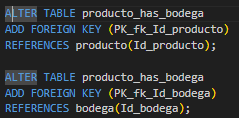 ALTER TABLE producto_has_bodega
ADD FOREIGN KEY (PK_fk_Id_producto)
REFERENCES producto(Id_producto);
ALTER TABLE producto_has_bodega
ADD FOREIGN KEY (PK_fk_Id_bodega)
REFERENCES bodega(Id_bodega);